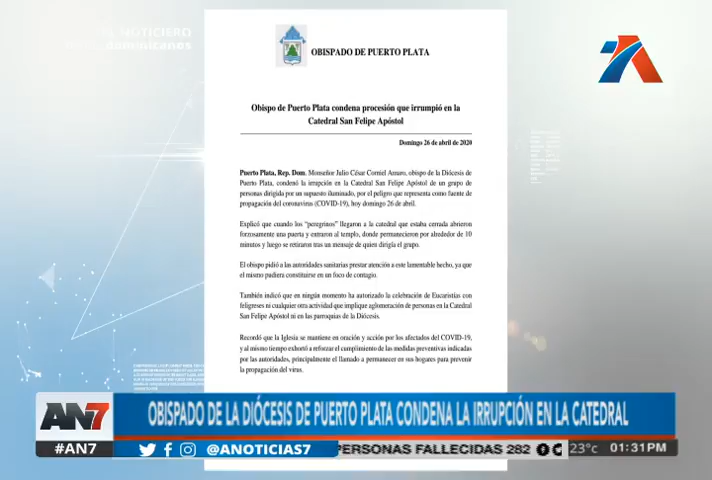 NOTICIERO
dominicanos
OBISPADO DE PUERTO PLATA
Obispo de Puerto Plata condena procesión que irrumpió en la
Catedral San Felipe Apóstol
Domingo 26 de abril de 2020
Puerto Plata, Rep. Dom. Monseñor Julio César Corniel Amaro, obispo de la Diócesis de
Puerto Plata, condenó la irrupción en la Catedral San Felipe Apóstol de un grupo de
personas dirigida por un supuesto iluminado, por el peligro que representa como fuente de
propagación del coronavirus (COVID-19), hoy domingo 26 de abril.
Explicó que cuando los “peregrinos” llegaron a la catedral que estaba cerrada abrieron
forzosamente una puerta y entraron al templo, donde permanecieron por alrededor de 10
minutos y luego se retiraron tras un mensaje de quien dirigía el grupo.
El obispo pidió a las autoridades sanitarias prestar atención a este lamentable hecho, ya que
el mismo pudiera constituirse en un foco de contagio.
También indicó que en ningún momento ha autorizado la celebración de Eucaristías con
feligreses ni cualquier otra actividad que implique aglomeración de personas en la Catedral
San Felipe Apóstol ni en las parroquias de la Diócesis.
Recordó que la Iglesia se mantiene en oración y acción por los afectados del COVID-19,
y al mismo tiempo exhortó a reforzar el cumplimiento de las medidas preventivas indicadas
por las autoridades, principalmente el llamado a permanecer en sus hogares para prevenir
la propagación del virus.
AN7
OBISPADO DE LA DIÓCESIS DE PUERTO PLATA CONDENA LA IRRUPCIÓN EN LA CATEDRAL
#AN7
@ANOTICIAS7
PERSONAS FALLECIDAS 282
23°c
01:31PM